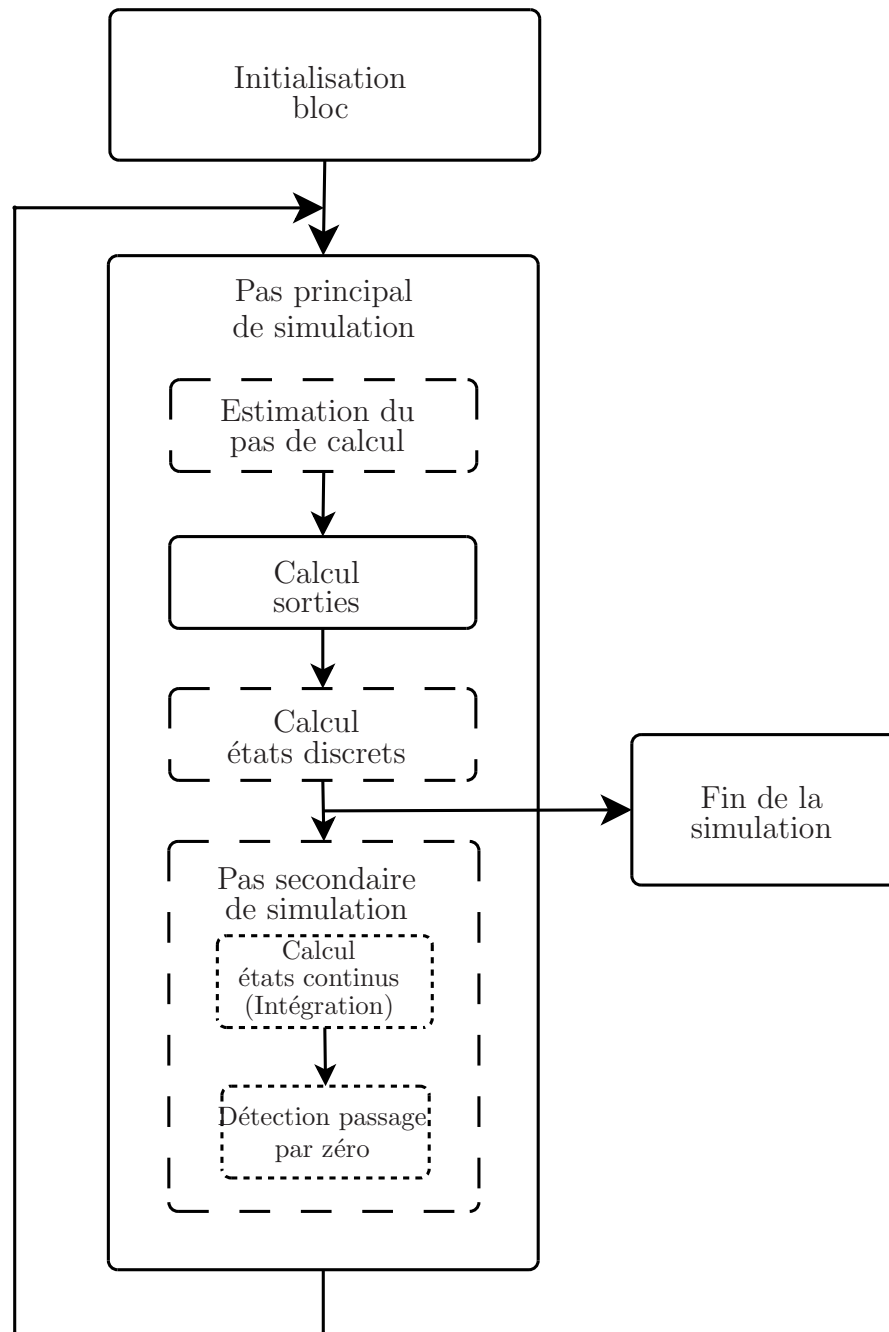 Initialisation
bloc
Pas principal
de simulation
Estimation du
pas de calcul
Calcul
sorties
Calcul
états discrets
Fin de la
simulation
Pas secondaire
de simulation
Calcul
états continus
(Intégration)
Détection passage
par zéro